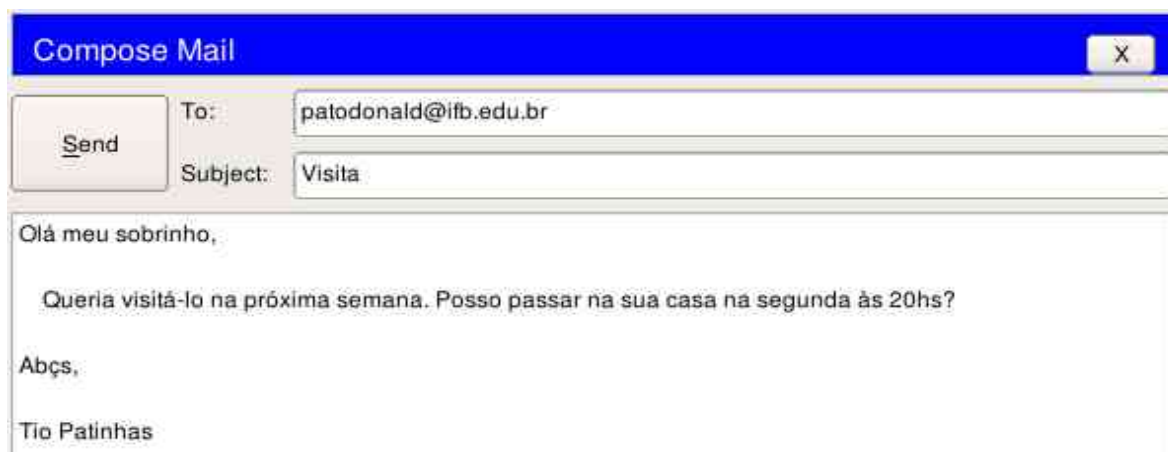 Compose Mail
X
Send
To:
patodonald@ifb.edu.br
Subject:
Visita
Olá meu sobrinho,
Queria visitá-lo na próxima semana. Posso passar na sua casa na segunda às 20hs?
Abçs,
Tio Patinhas